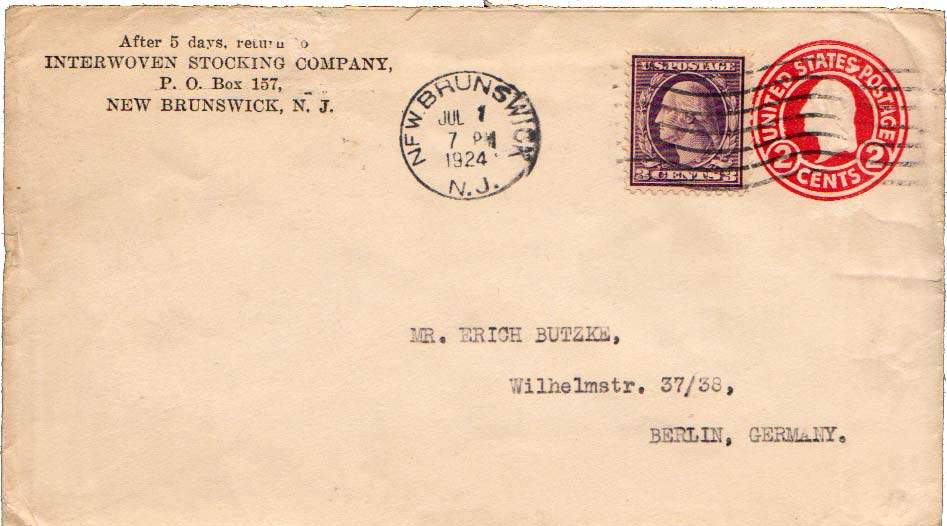 After 5 days, return to
INTERWOVEN STOCKING COMPANY,
P. O. Box 157,
NEW BRUNSWICK, N. J.
NEW BRUNSWICK
JUL 1
7 PM
1924
N.J.
U.S. POSTAGE
3 CENTS 3
UNITED STATES POSTAGE
2 CENTS 2
MR. ERICH BUTZKE,
Wilhelmstr. 37/38,
BERLIN, GERMANY.